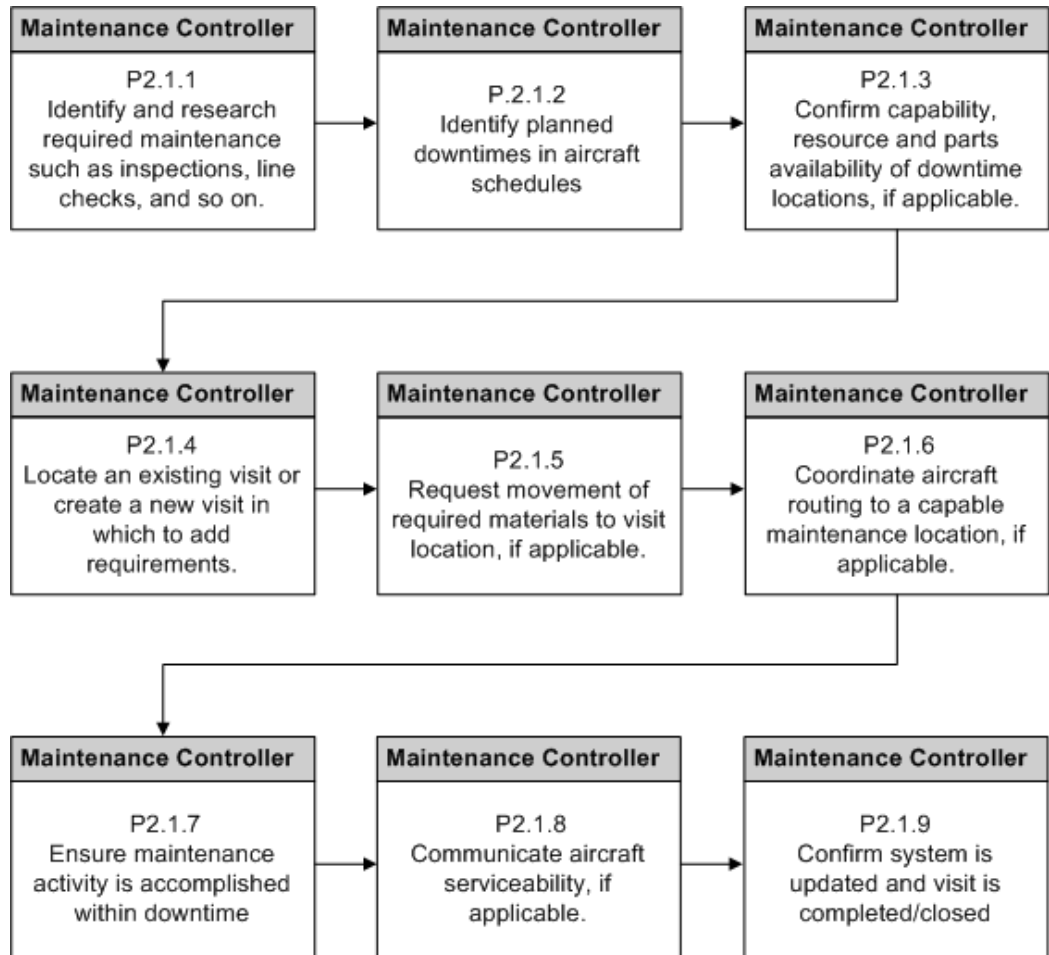 Maintenance Controller
P2.1.1
Identify and research
required maintenance
such as inspections, line
checks, and so on.
Maintenance Controller
P.2.1.2
Identify planned
downtimes in aircraft
schedules
Maintenance Controller
P2.1.3
Confirm capability,
resource and parts
availability of downtime
locations, if applicable.
Maintenance Controller
P2.1.4
Locate an existing visit or
create a new visit in
which to add
requirements.
Maintenance Controller
P2.1.5
Request movement of
required materials to visit
location, if applicable.
Maintenance Controller
P2.1.6
Coordinate aircraft
routing to a capable
maintenance location, if
applicable.
Maintenance Controller
P2.1.7
Ensure maintenance
activity is accomplished
within downtime
Maintenance Controller
P2.1.8
Communicate aircraft
serviceability, if
applicable.
Maintenance Controller
P2.1.9
Confirm system is
updated and visit is
completed/closed